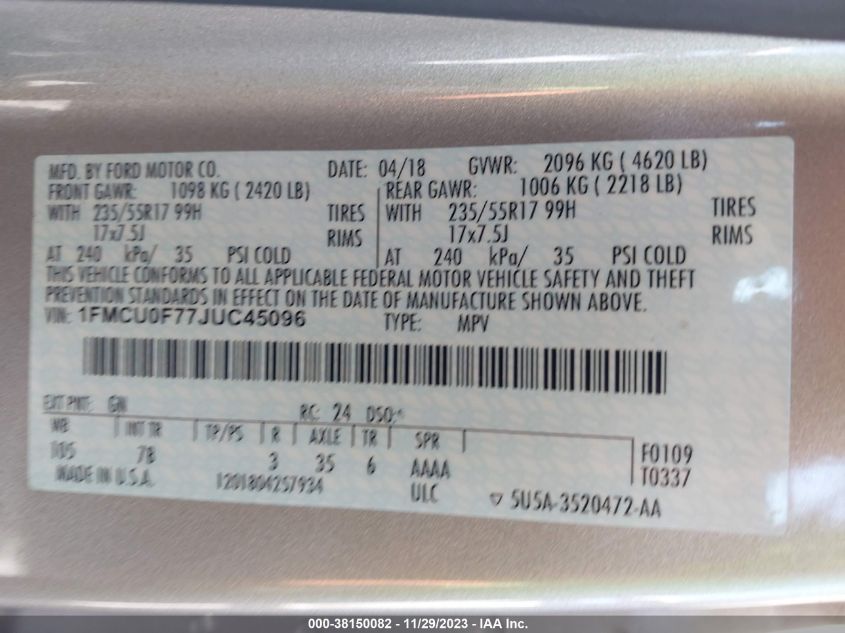 MFD. BY FORD MOTOR CO. DATE: 04/18 GVWR: 2096 KG ( 4620 LB)
FRONT GAWR: 1098 KG ( 2420 LB) REAR GAWR: 1006 KG ( 2218 LB)
WITH 235/55R17 99H TIRES WITH 235/55R17 99H TIRES
17x7.5J RIMS 17x7.5J RIMS
AT 240 kPa/ 35 PSI COLD AT 240 kPa/ 35 PSI COLD
THIS VEHICLE CONFORMS TO ALL APPLICABLE FEDERAL MOTOR VEHICLE SAFETY AND THEFT
PREVENTION STANDARDS IN EFFECT ON THE DATE OF MANUFACTURE SHOWN ABOVE.
VIN: 1FMCU0F77JUC45096 TYPE: MPV
EXT PNT: GN RC: 24 DSO:
WB INT TR TP/PS R AXLE TR SPR F0109
105 78 3 35 6 AAAA T0337
MADE IN U.S.A. 1201804257934 ULC 5U5A-3520472-AA
000-38150082 - 11/29/2023 - IAA Inc.